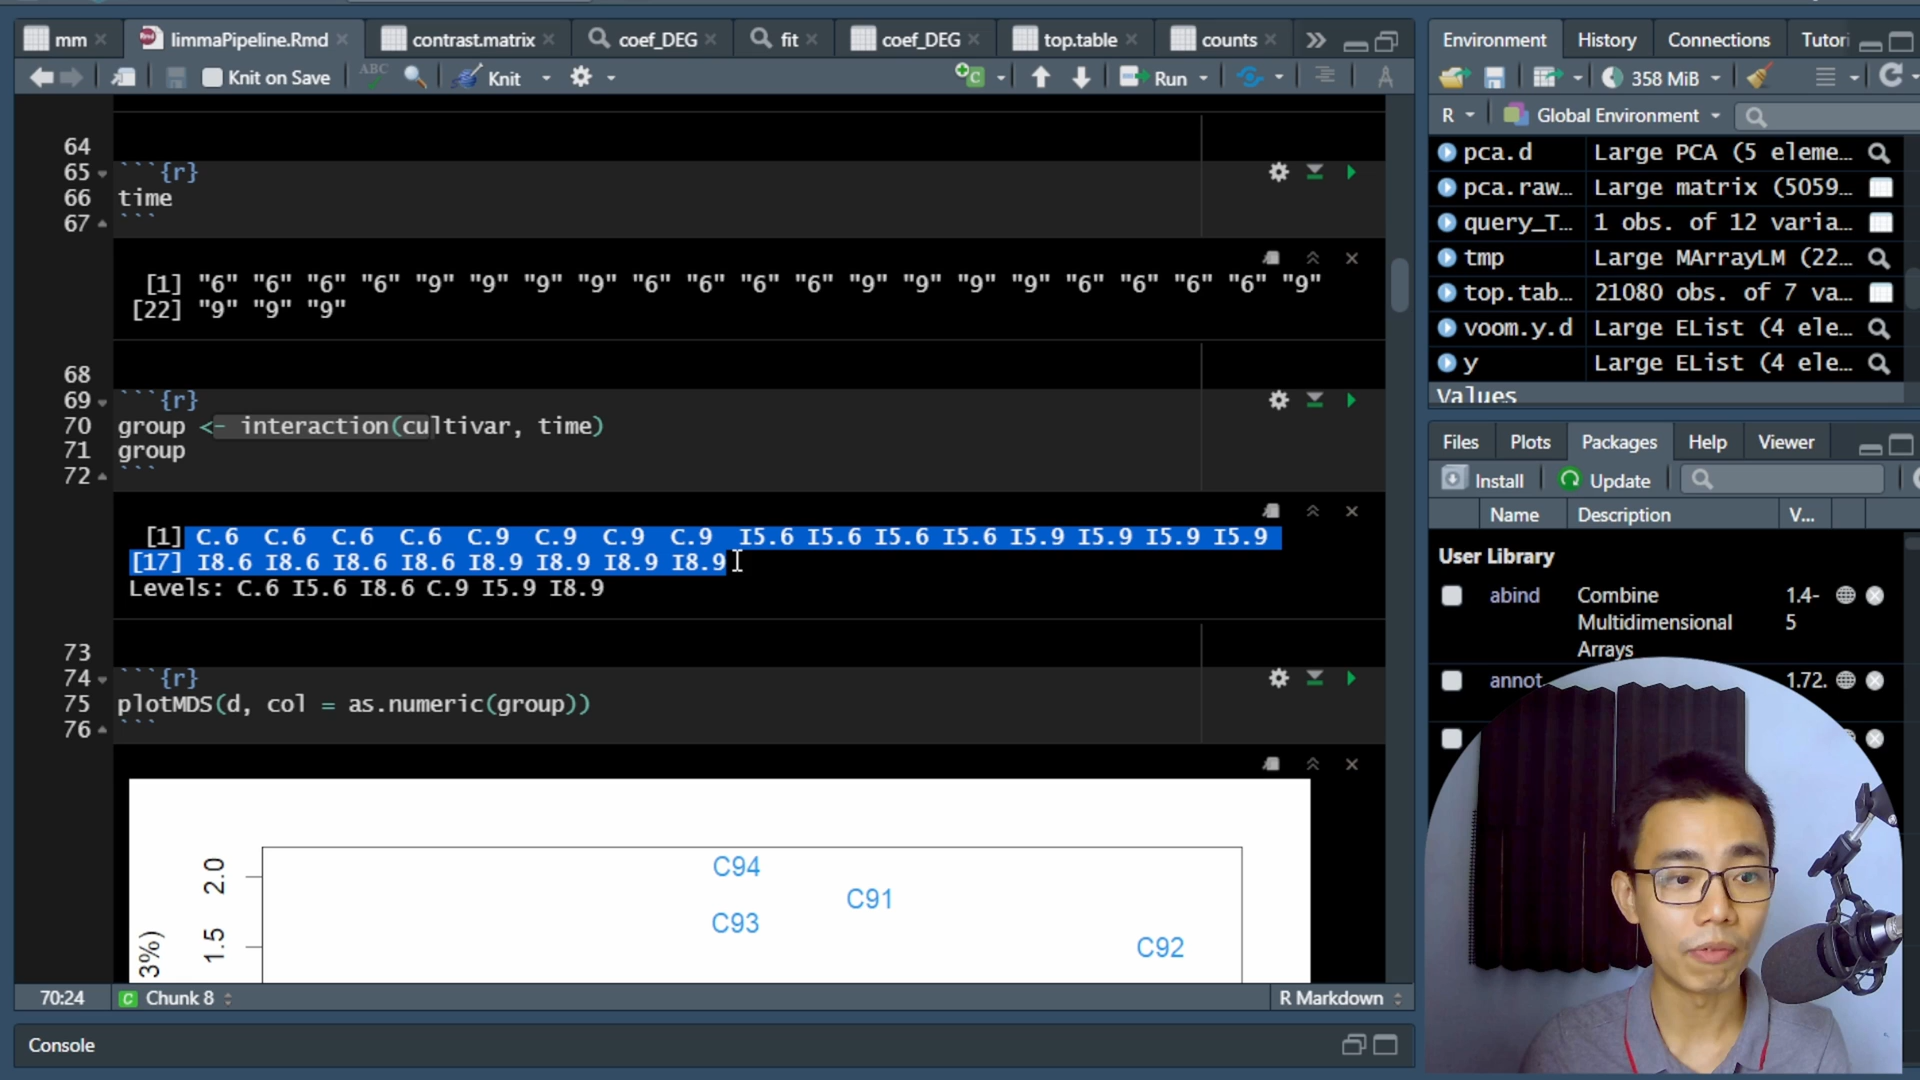 mm
limmaPipeline.Rmd
contrast.matrix
coef_DEG
fit
coef_DEG
top.table
counts
Knit on Save
ABC
Knit
Run
64
65 ```{r}
66 time
67 ```
[1] "6" "6" "6" "6" "9" "9" "9" "9" "6" "6" "6" "6" "9" "9" "9" "9" "6" "6" "6" "6" "9"
[22] "9" "9" "9"
68
69 ```{r}
70 group <- interaction(cultivar, time)
71 group
72 ```
[1] C.6 C.6 C.6 C.6 C.9 C.9 C.9 C.9 I5.6 I5.6 I5.6 I5.6 I5.9 I5.9 I5.9 I5.9
[17] I8.6 I8.6 I8.6 I8.6 I8.9 I8.9 I8.9 I8.9
Levels: C.6 I5.6 I8.6 C.9 I5.9 I8.9
73
74 ```{r}
75 plotMDS(d, col = as.numeric(group))
76 ```
2.0
C94
C91
C93
1.5
C92
3%)
70:24
C Chunk 8
R Markdown
Console
Environment
History
Connections
Tutori
358 MiB
R
Global Environment
pca.d Large PCA (5 eleme…
pca.raw… Large matrix (5059…
query_T… 1 obs. of 12 varia…
tmp Large MArrayLM (22…
top.tab… 21080 obs. of 7 va…
voom.y.d Large EList (4 ele…
y Large EList (4 ele…
Values
Files
Plots
Packages
Help
Viewer
Install
Update
Name
Description
V...
User Library
abind
Combine
Multidimensional
Arrays
1.4-
5
annot
1.72.